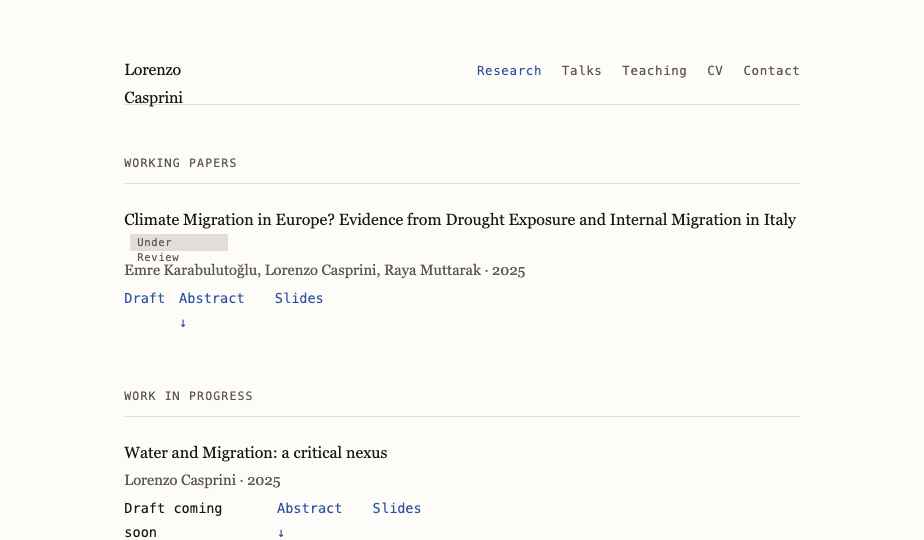 Lorenzo
Casprini
Research Talks Teaching CV Contact
WORKING PAPERS
Climate Migration in Europe? Evidence from Drought Exposure and Internal Migration in Italy
Under
Review
Emre Karabulutoğlu, Lorenzo Casprini, Raya Muttarak · 2025
Draft Abstract ↓ Slides
WORK IN PROGRESS
Water and Migration: a critical nexus
Lorenzo Casprini · 2025
Draft coming
soon
Abstract ↓ Slides